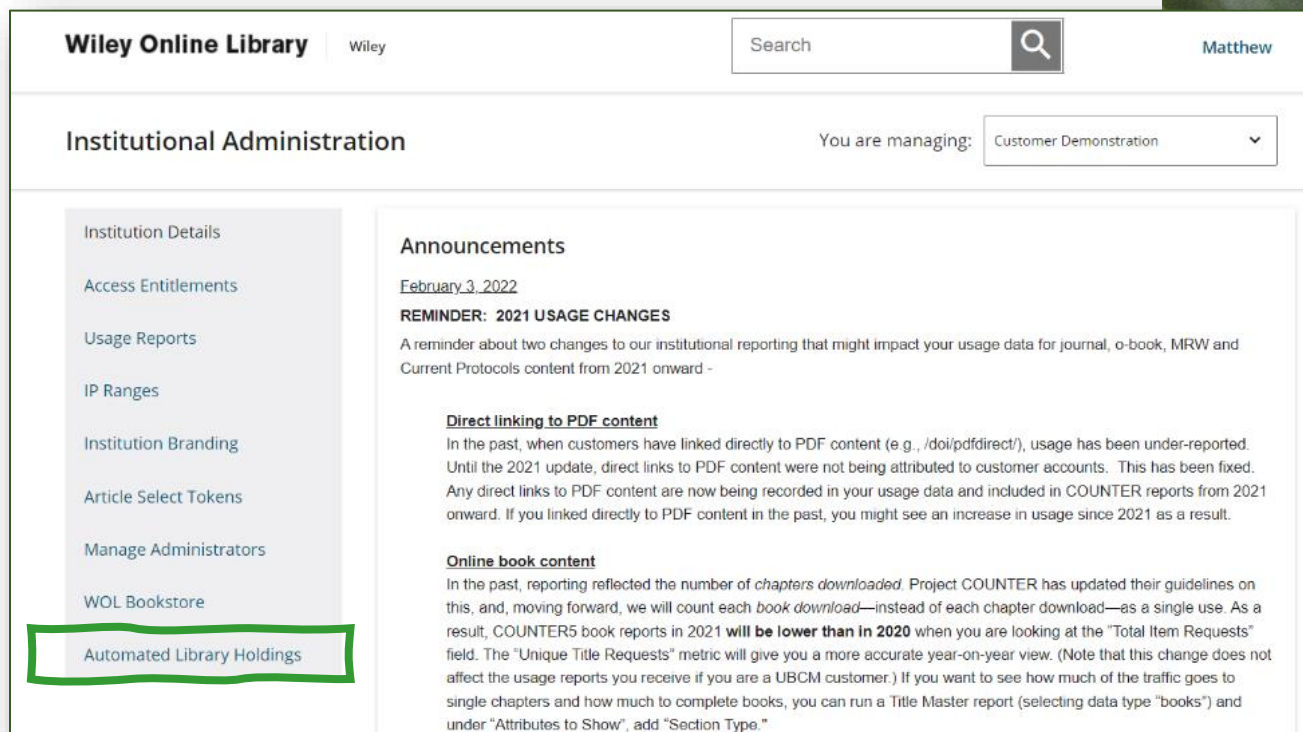 Wiley Online Library
Wiley
Search
Matthew
Institutional Administration
You are managing:
Customer Demonstration
Institution Details
Access Entitlements
Usage Reports
IP Ranges
Institution Branding
Article Select Tokens
Manage Administrators
WOL Bookstore
Automated Library Holdings
Announcements
February 3, 2022
REMINDER: 2021 USAGE CHANGES
A reminder about two changes to our institutional reporting that might impact your usage data for journal, o-book, MRW and
Current Protocols content from 2021 onward -
Direct linking to PDF content
In the past, when customers have linked directly to PDF content (e.g., /doi/pdfdirect/), usage has been under-reported.
Until the 2021 update, direct links to PDF content were not being attributed to customer accounts. This has been fixed.
Any direct links to PDF content are now being recorded in your usage data and included in COUNTER reports from 2021
onward. If you linked directly to PDF content in the past, you might see an increase in usage since 2021 as a result.
Online book content
In the past, reporting reflected the number of chapters downloaded. Project COUNTER has updated their guidelines on
this, and, moving forward, we will count each book download—instead of each chapter download—as a single use. As a
result, COUNTER5 book reports in 2021 will be lower than in 2020 when you are looking at the "Total Item Requests"
field. The "Unique Title Requests" metric will give you a more accurate year-on-year view. (Note that this change does not
affect the usage reports you receive if you are a UBCM customer.) If you want to see how much of the traffic goes to
single chapters and how much to complete books, you can run a Title Master report (selecting data type "books") and
under "Attributes to Show", add "Section Type."